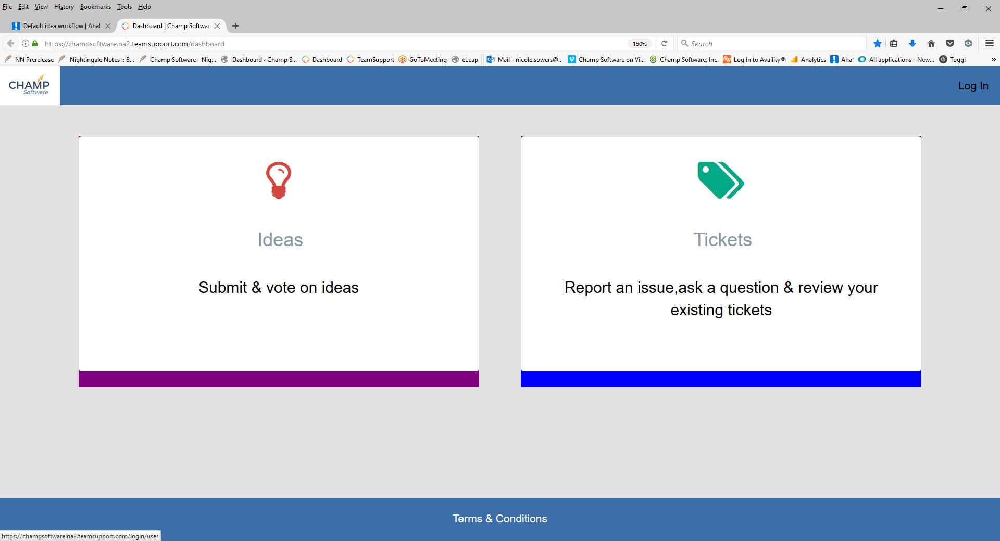 File Edit View History Bookmarks Tools Help
Default idea workflow | Aha! Dashboard | Champ Softwar
https://champsoftware.na2.teamsupport.com/dashboard 150% Search
NN Prerelease Nightingale Notes :: B... Champ Software - Nig... Dashboard ‹ Champ S... Dashboard TeamSupport GoToMeeting eLeap Mail - nicole.sowers@... Champ Software on Vi... Champ Software, Inc. Log In to Availity® Analytics Aha! All applications - New... Toggl »
CHAMP
Software
Log In
Ideas
Submit & vote on ideas
Tickets
Report an issue,ask a question & review your
existing tickets
Terms & Conditions
https://champsoftware.na2.teamsupport.com/login/user